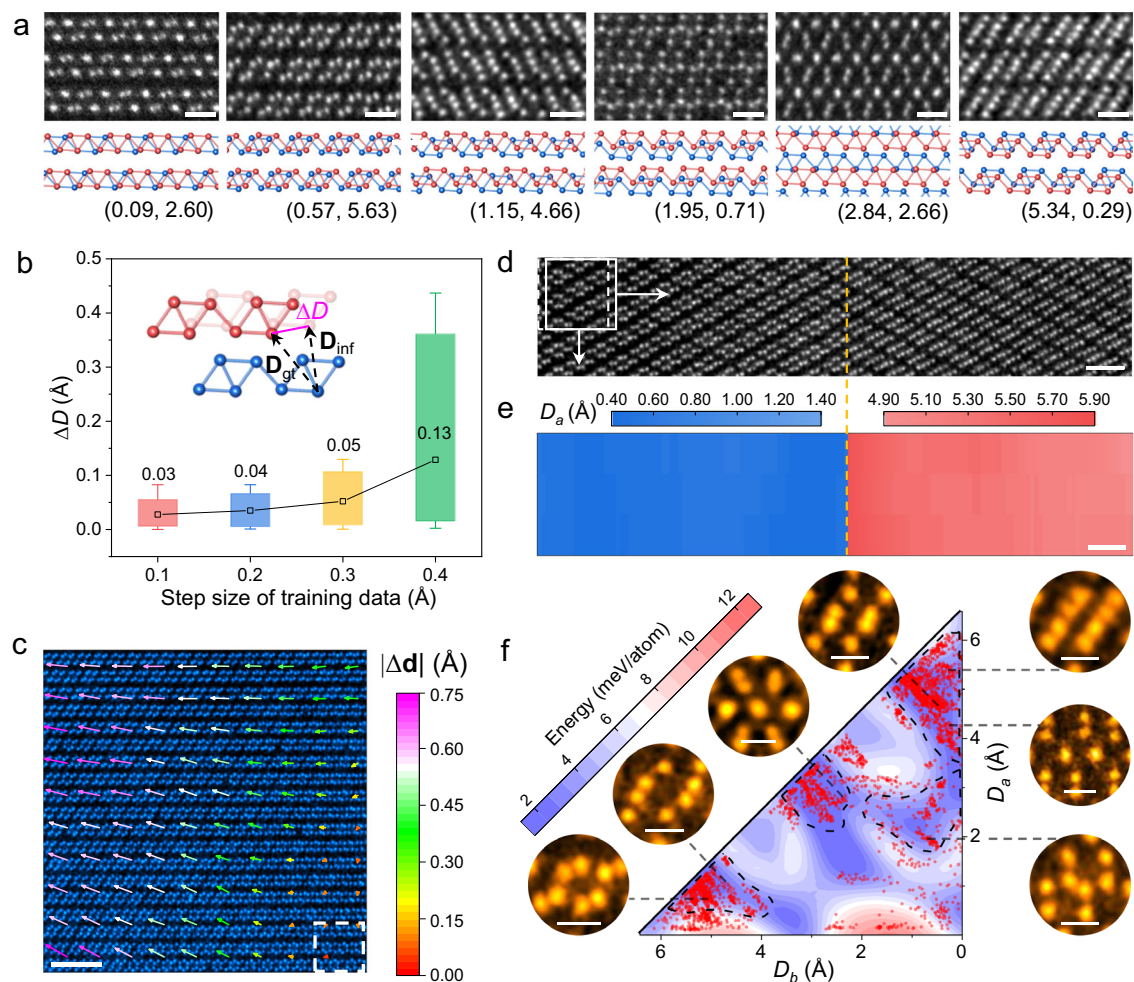 a
(0.09, 2.60) (0.57, 5.63) (1.15, 4.66) (1.95, 0.71) (2.84, 2.66) (5.34, 0.29)
b
0.5
0.4
0.3
0.2
0.1
0.0
ΔD (Å)
ΔD
D_inf
D_gt
0.03
0.04
0.05
0.13
0.1 0.2 0.3 0.4
Step size of training data (Å)
c
|Δd| (Å)
0.75
0.60
0.45
0.30
0.15
0.00
d
e
D_a (Å)
0.40 0.60 0.80 1.00 1.20 1.40
4.90 5.10 5.30 5.50 5.70 5.90
f
Energy (meV/atom)
2 4 6 8 10 12
6
4
2
D_a (Å)
6 4 2 0
D_b (Å)